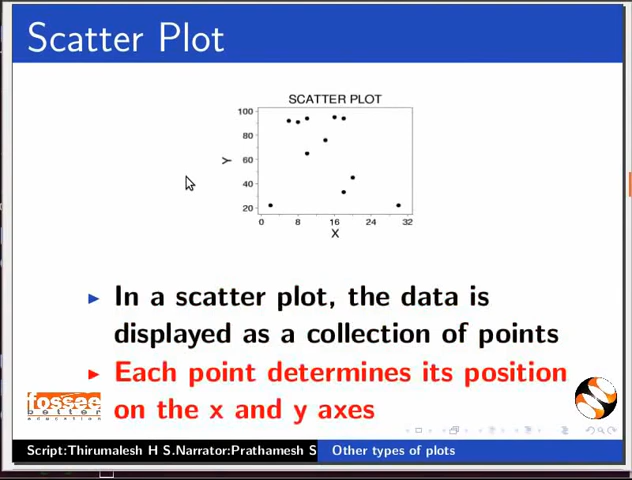 Scatter Plot
SCATTER PLOT
100
80
60
40
20
Y
0 8 16 24 32
X
In a scatter plot, the data is
displayed as a collection of points
Each point determines its position
on the x and y axes
fossee
better
education
Script:Thirumalesh H S.Narrator:Prathamesh S
Other types of plots